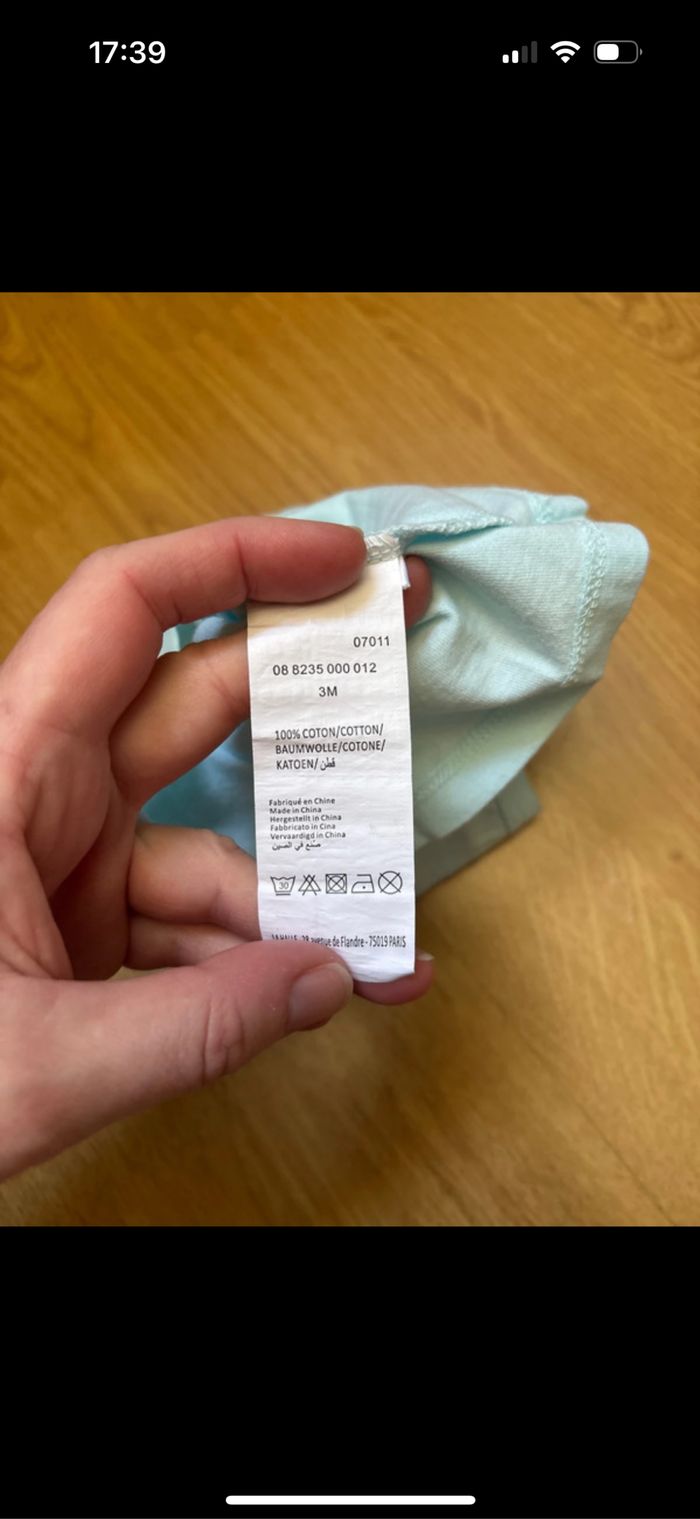 17:39
07011
08 8235 000 012
3M
100% COTON/COTTON/
BAUMWOLLE/COTONE/
KATOEN/ قطن
Fabriqué en Chine
Made in China
Hergestellt in China
Fabbricato in Cina
Vervaardigd in China
صنع في الصين
30
avenue de Flandre - 75019 PARIS